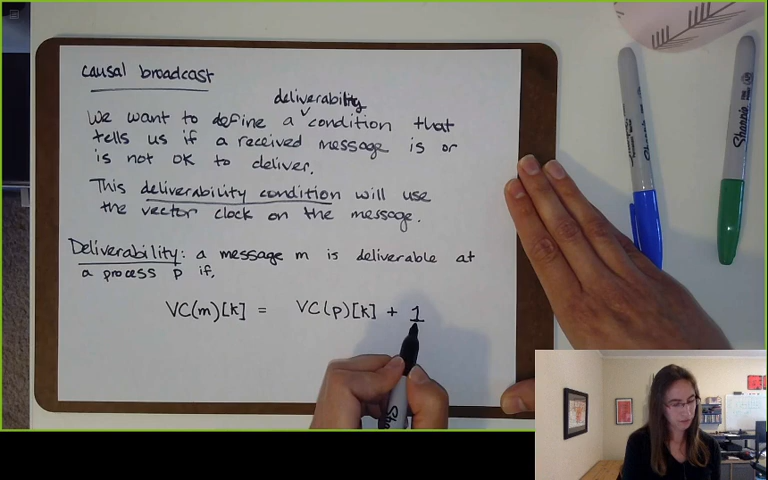 causal broadcast
deliverability
We want to define a condition that
tells us if a received message is or
is not OK to deliver.
This deliverability condition will use
the vector clock on the message.
Deliverability: a message m is deliverable at
a process p if,
VC(m)[k] = VC(p)[k] + 1
Sharpie